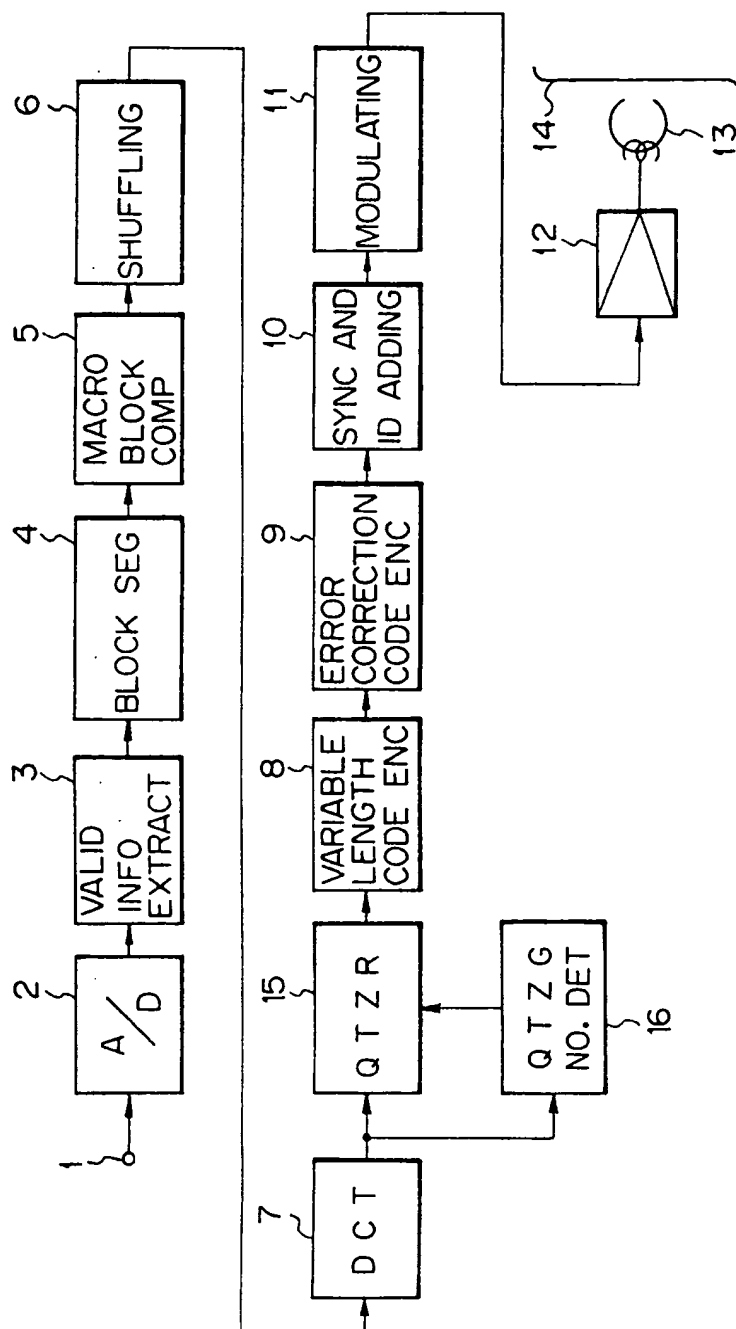 1
2
A/D
3
VALID
INFO
EXTRACT
4
BLOCK SEG
5
MACRO
BLOCK
COMP
6
SHUFFLING
7
DCT
15
QTZR
QTZG
NO. DET
16
8
VARIABLE
LENGTH
CODE ENC
9
ERROR
CORRECTION
CODE ENC
10
SYNC AND
ID ADDING
11
MODULATING
12
13
14